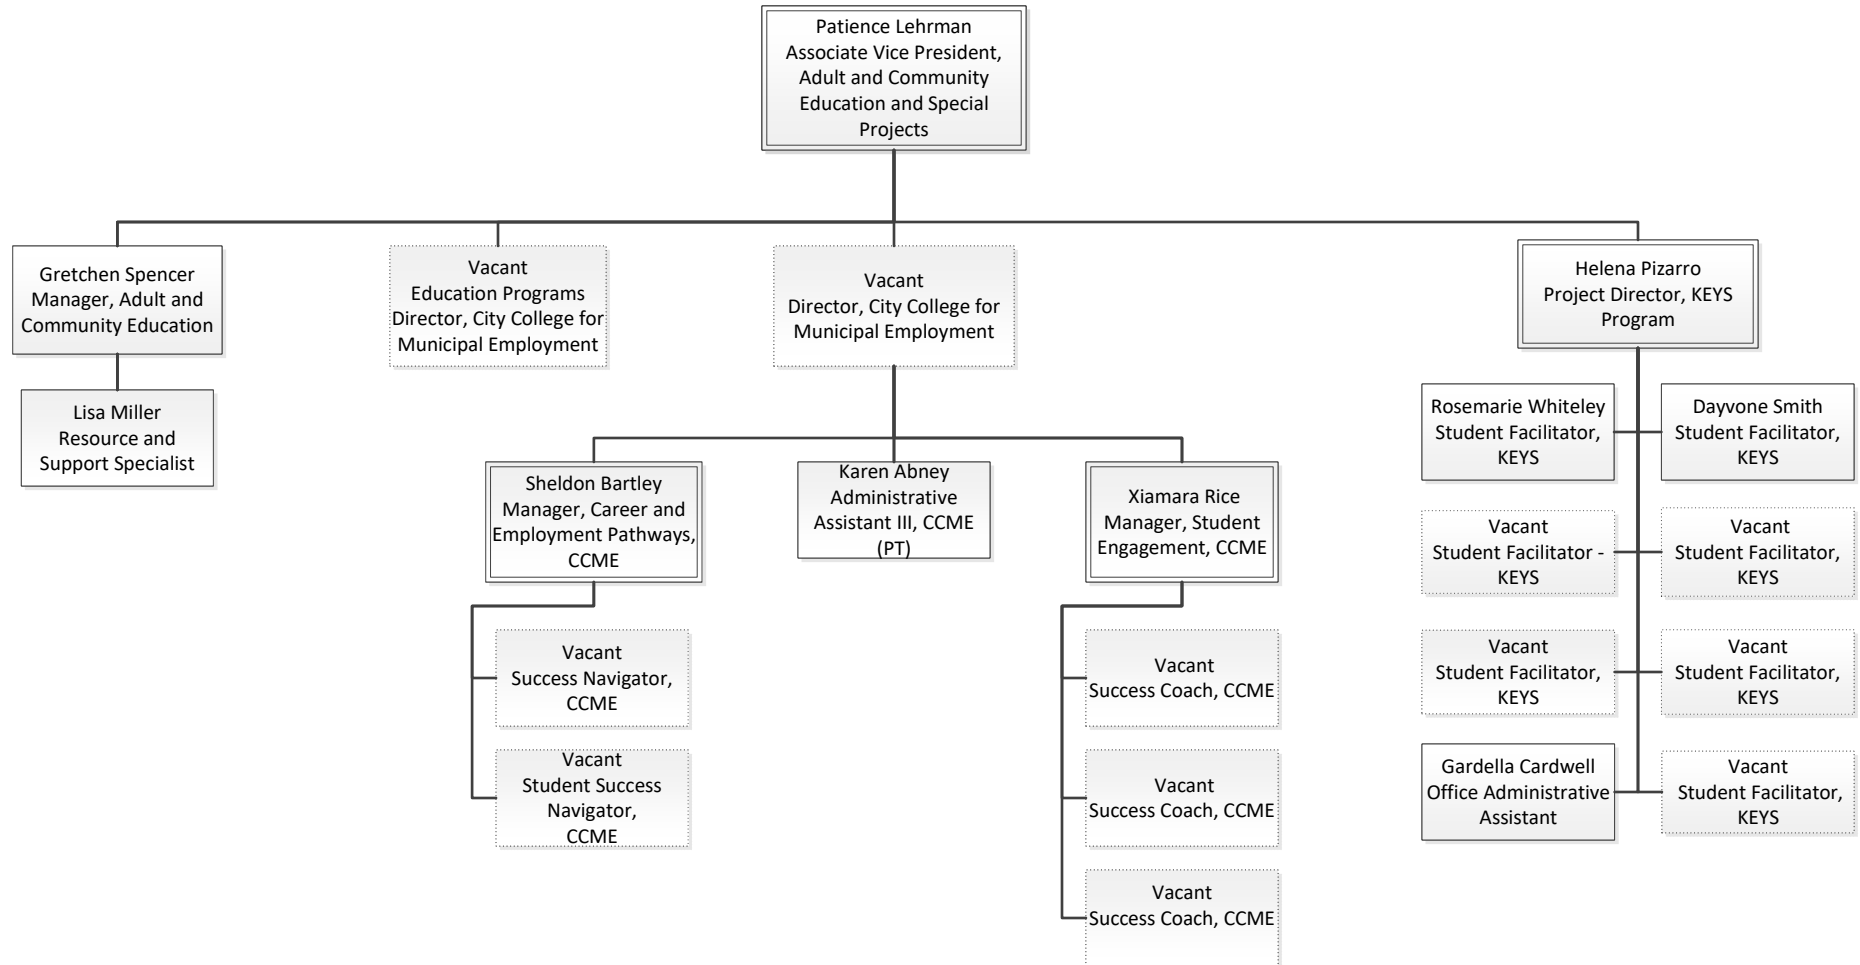 Patience Lehrman
Associate Vice President,
Adult and Community
Education and Special
Projects
Gretchen Spencer
Manager, Adult and
Community Education
Vacant
Education Programs
Director, City College for
Municipal Employment
Vacant
Director, City College for
Municipal Employment
Helena Pizarro
Project Director, KEYS
Program
Lisa Miller
Resource and
Support Specialist
Sheldon Bartley
Manager, Career and
Employment Pathways,
CCME
Karen Abney
Administrative
Assistant III, CCME
(PT)
Xiamara Rice
Manager, Student
Engagement, CCME
Vacant
Success Navigator,
CCME
Vacant
Student Success
Navigator,
CCME
Vacant
Success Coach, CCME
Vacant
Success Coach, CCME
Vacant
Success Coach, CCME
Rosemarie Whiteley
Student Facilitator,
KEYS
Dayvone Smith
Student Facilitator,
KEYS
Vacant
Student Facilitator -
KEYS
Vacant
Student Facilitator,
KEYS
Vacant
Student Facilitator,
KEYS
Vacant
Student Facilitator,
KEYS
Gardella Cardwell
Office Administrative
Assistant
Vacant
Student Facilitator,
KEYS